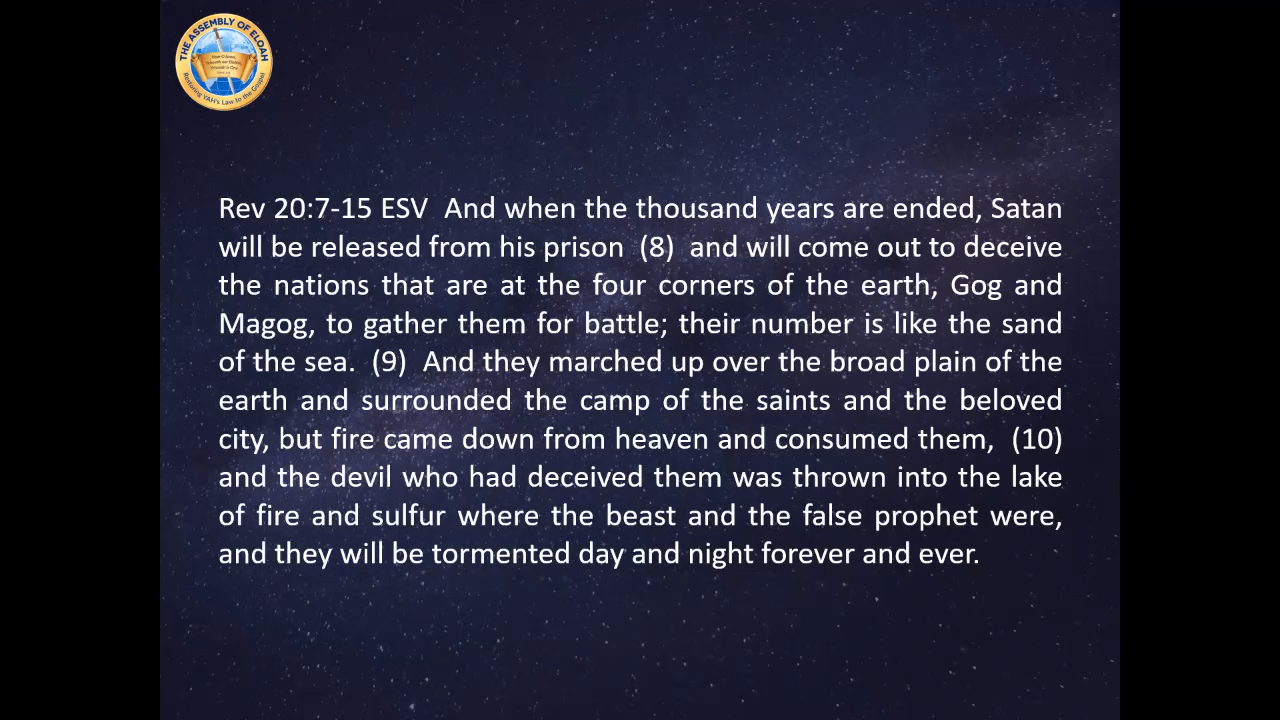 THE ASSEMBLY OF ELOAH
Restoring YAH's Law to the Gospel
Rev 20:7-15 ESV And when the thousand years are ended, Satan
will be released from his prison (8) and will come out to deceive
the nations that are at the four corners of the earth, Gog and
Magog, to gather them for battle; their number is like the sand
of the sea. (9) And they marched up over the broad plain of the
earth and surrounded the camp of the saints and the beloved
city, but fire came down from heaven and consumed them, (10)
and the devil who had deceived them was thrown into the lake
of fire and sulfur where the beast and the false prophet were,
and they will be tormented day and night forever and ever.